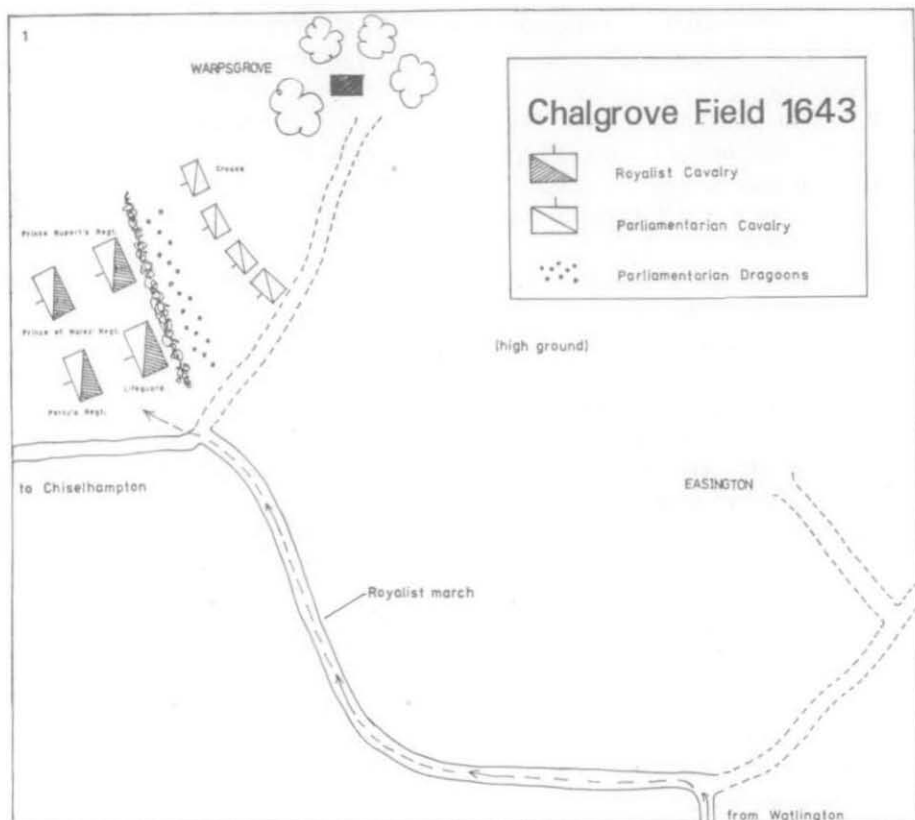 1
WARPSGROVE
Chalgrove Field 1643
Royalist Cavalry
Parliamentarian Cavalry
Parliamentarian Dragoons
Crouds
Prince Rupert's Regt.
Prince of Wales' Regt.
Lifeguard
Percy's Regt.
(high ground)
to Chiselhampton
EASINGTON
Royalist march
from Watlington